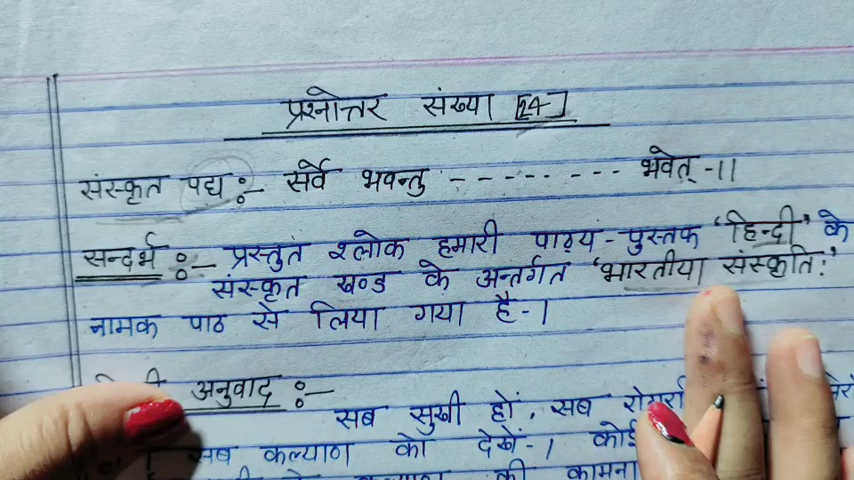 प्रश्नोत्तर संख्या [24]
संस्कृत पद्य :- सर्वे भवन्तु - - - - - - - - भवेत् -।।
सन्दर्भ :- प्रस्तुत श्लोक हमारी पाठ्य-पुस्तक 'हिन्दी' के
संस्कृत खण्ड के अन्तर्गत 'भारतीया संस्कृतिः'
नामक पाठ से लिया गया है-।
अनुवाद :-
सब सुखी हों, सब
सब कल्याण को देखें-।
की कामना